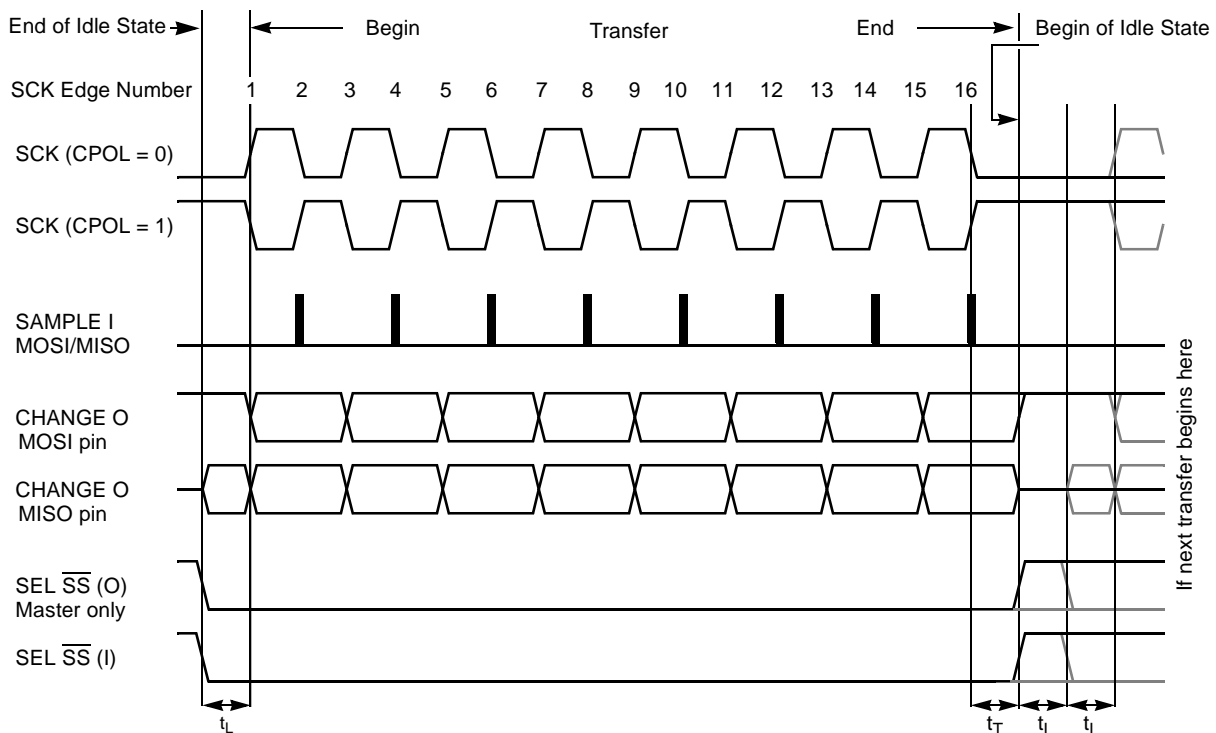 End of Idle State
Begin
Transfer
End
Begin of Idle State
SCK Edge Number
1 2 3 4 5 6 7 8 9 10 11 12 13 14 15 16
SCK (CPOL = 0)
SCK (CPOL = 1)
SAMPLE I
MOSI/MISO
CHANGE O
MOSI pin
CHANGE O
MISO pin
SEL SS (O)
Master only
SEL SS (I)
tL
tT
tI
tL
If next transfer begins here